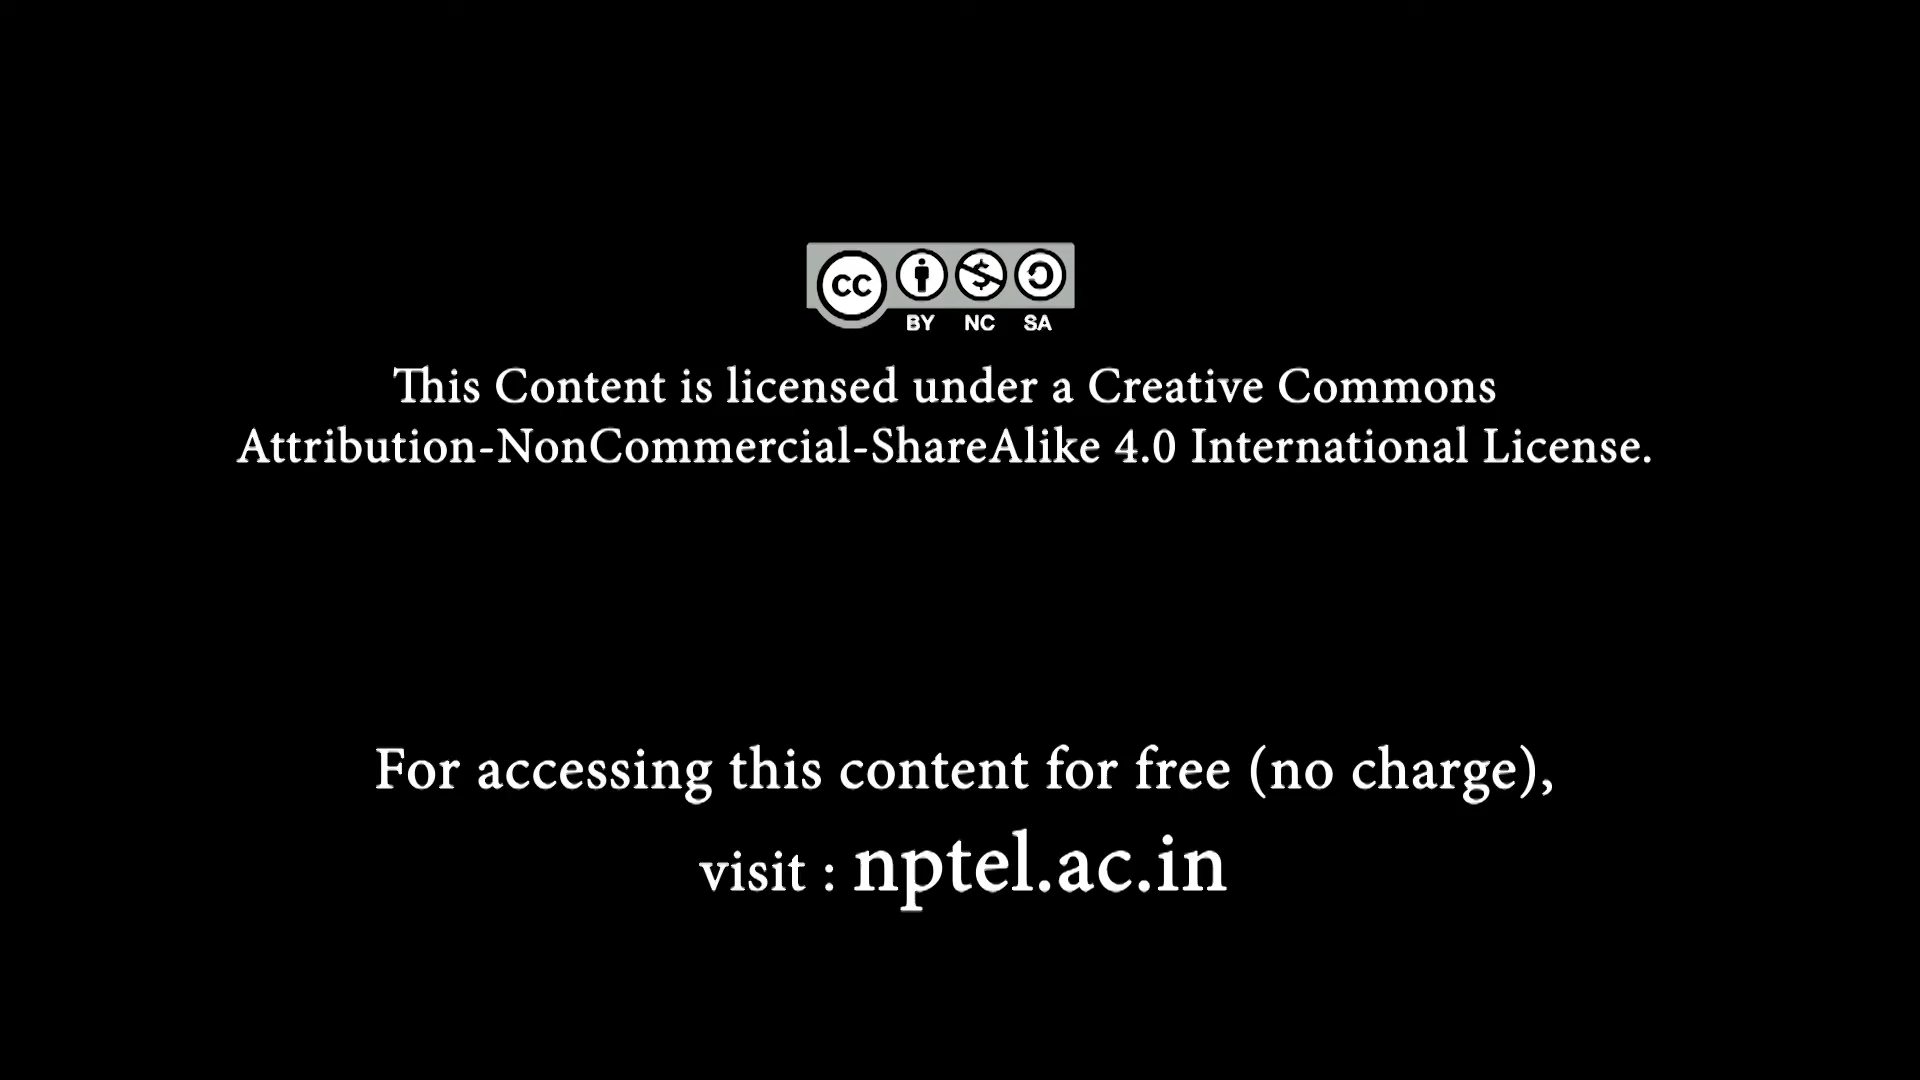 cc BY NC SA
This Content is licensed under a Creative Commons
Attribution-NonCommercial-ShareAlike 4.0 International License.
For accessing this content for free (no charge),
visit : nptel.ac.in